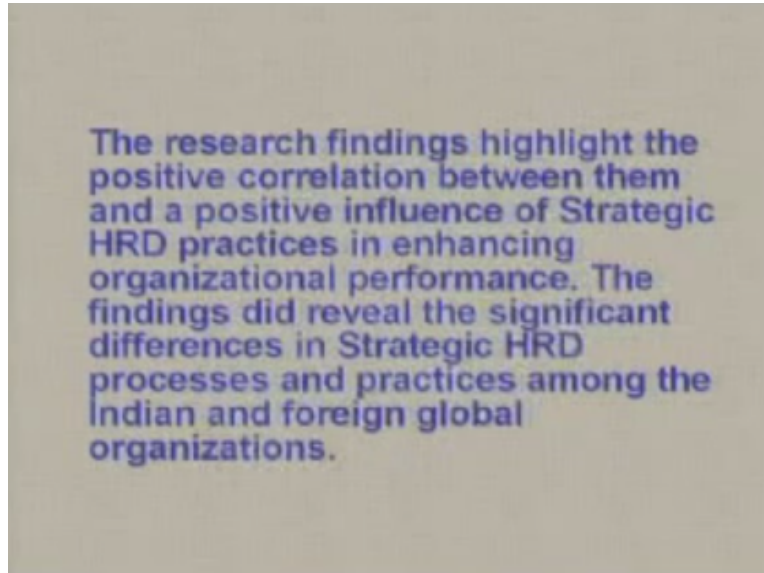 The research findings highlight the
positive correlation between them
and a positive influence of Strategic
HRD practices in enhancing
organizational performance. The
findings did reveal the significant
differences in Strategic HRD
processes and practices among the
Indian and foreign global
organizations.